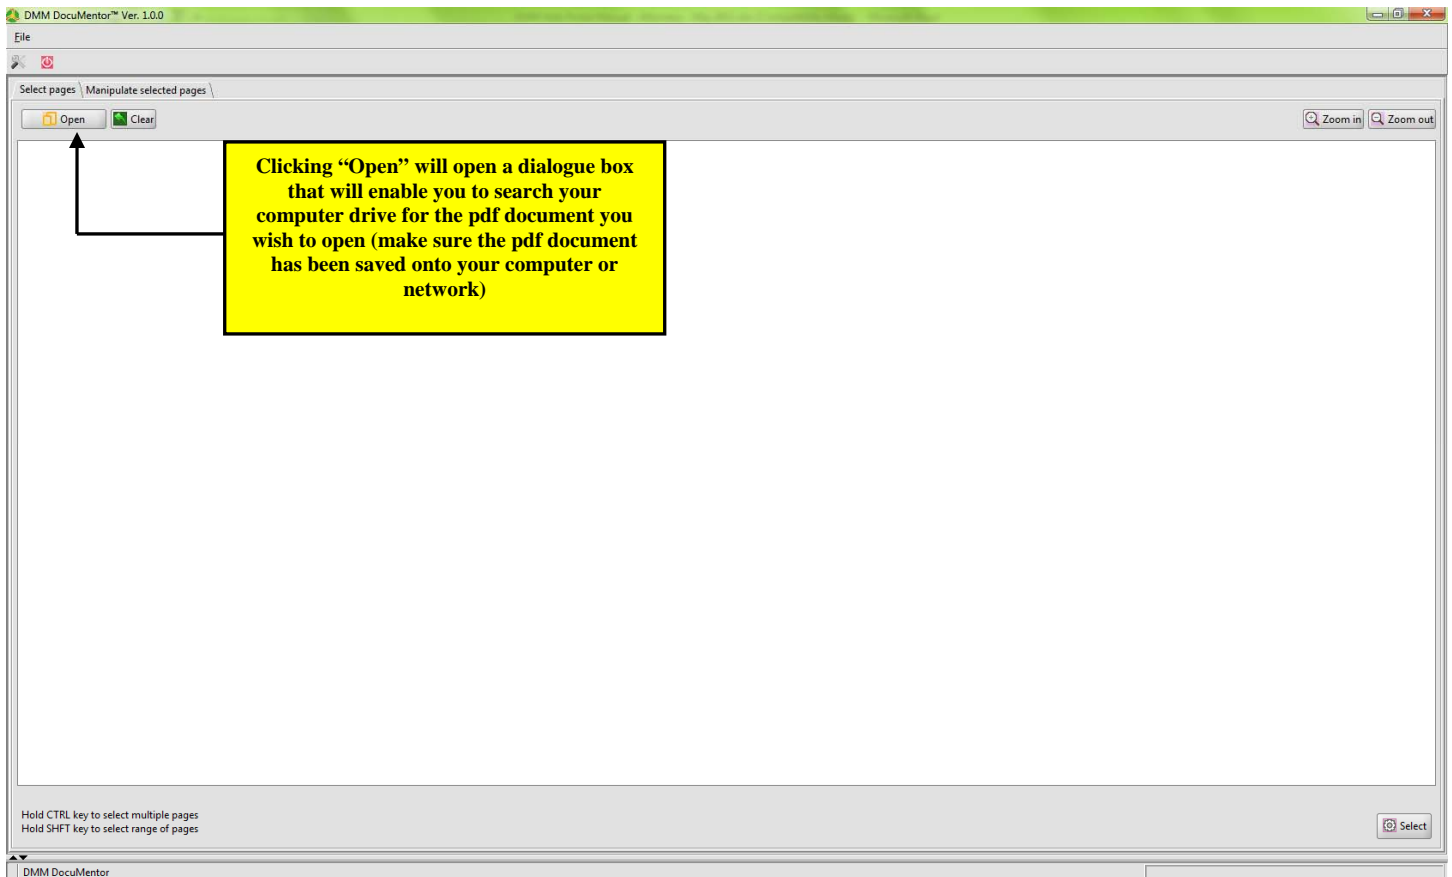 DMM DocuMentor™ Ver. 1.0.0
File
Select pages Manipulate selected pages
Open Clear Zoom in Zoom out
Clicking “Open” will open a dialogue box
that will enable you to search your
computer drive for the pdf document you
wish to open (make sure the pdf document
has been saved onto your computer or
network)
Hold CTRL key to select multiple pages
Hold SHFT key to select range of pages
Select
DMM DocuMentor